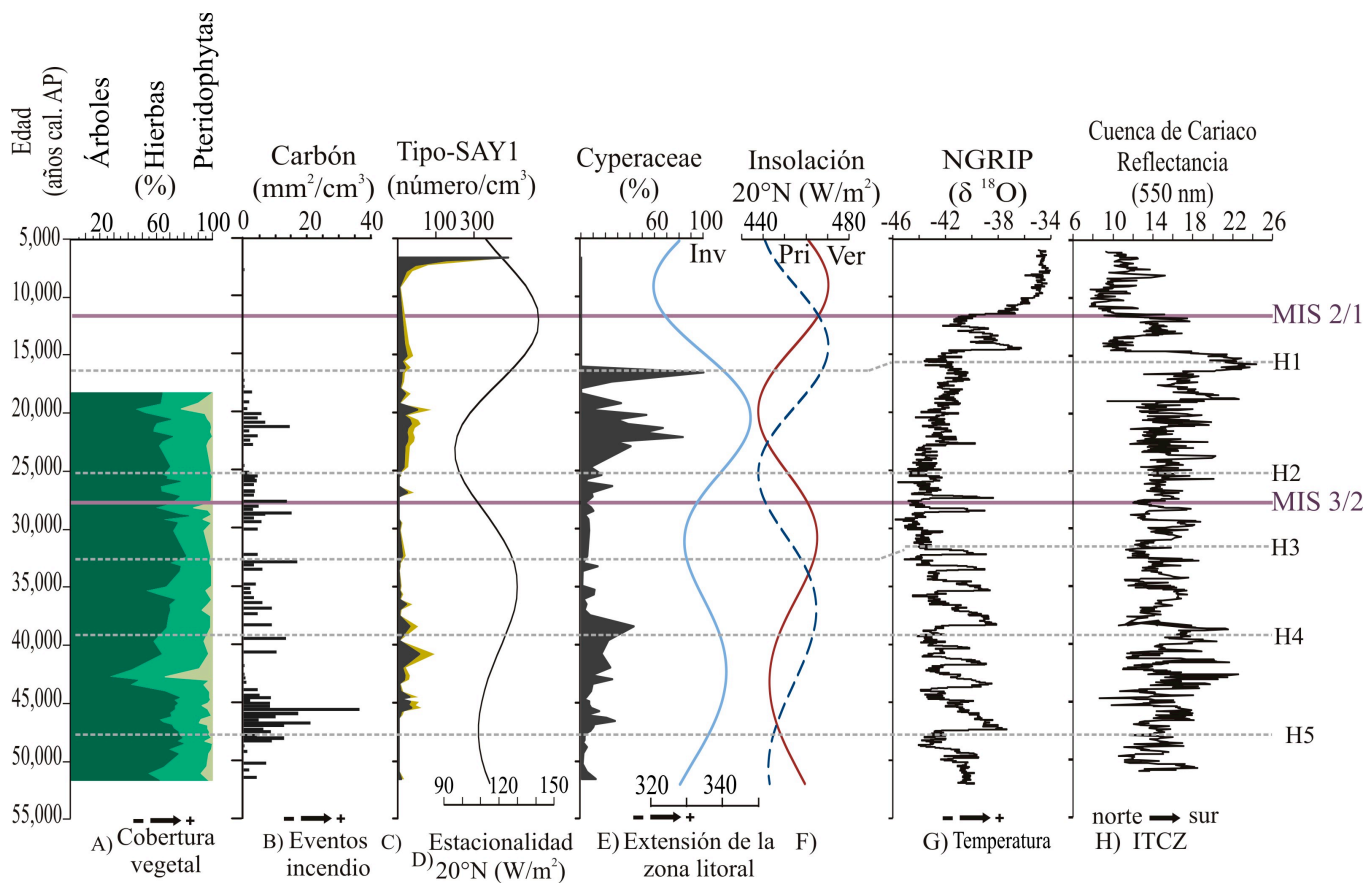 Edad
(años cal. AP)
Árboles
Hierbas
Pteridophytas
(%)
Carbón
(mm²/cm³)
Tipo-SAY1
(número/cm³)
Cyperaceae
(%)
Insolación
20°N (W/m²)
NGRIP
(δ ¹⁸O)
Cuenca de Cariaco
Reflectancia
(550 nm)
20 60 100
0 20 40
100 300
60 100
440 480
-46 -42 -38 -34
6 10 14 18 22 26
5,000
10,000
15,000
20,000
25,000
30,000
35,000
40,000
45,000
50,000
55,000
Inv
Pri
Ver
MIS 2/1
H1
H2
MIS 3/2
H3
H4
H5
90 120 150
320 340
- +
A) Cobertura
vegetal
- +
B) Eventos
incendio
C)
D) Estacionalidad
20°N (W/m²)
- +
E) Extensión de la
zona litoral
F)
- +
G) Temperatura
norte sur
H) ITCZ